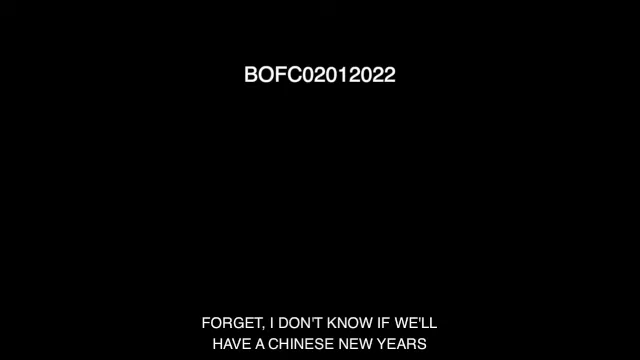 BOFC02012022
FORGET, I DON'T KNOW IF WE'LL
HAVE A CHINESE NEW YEARS